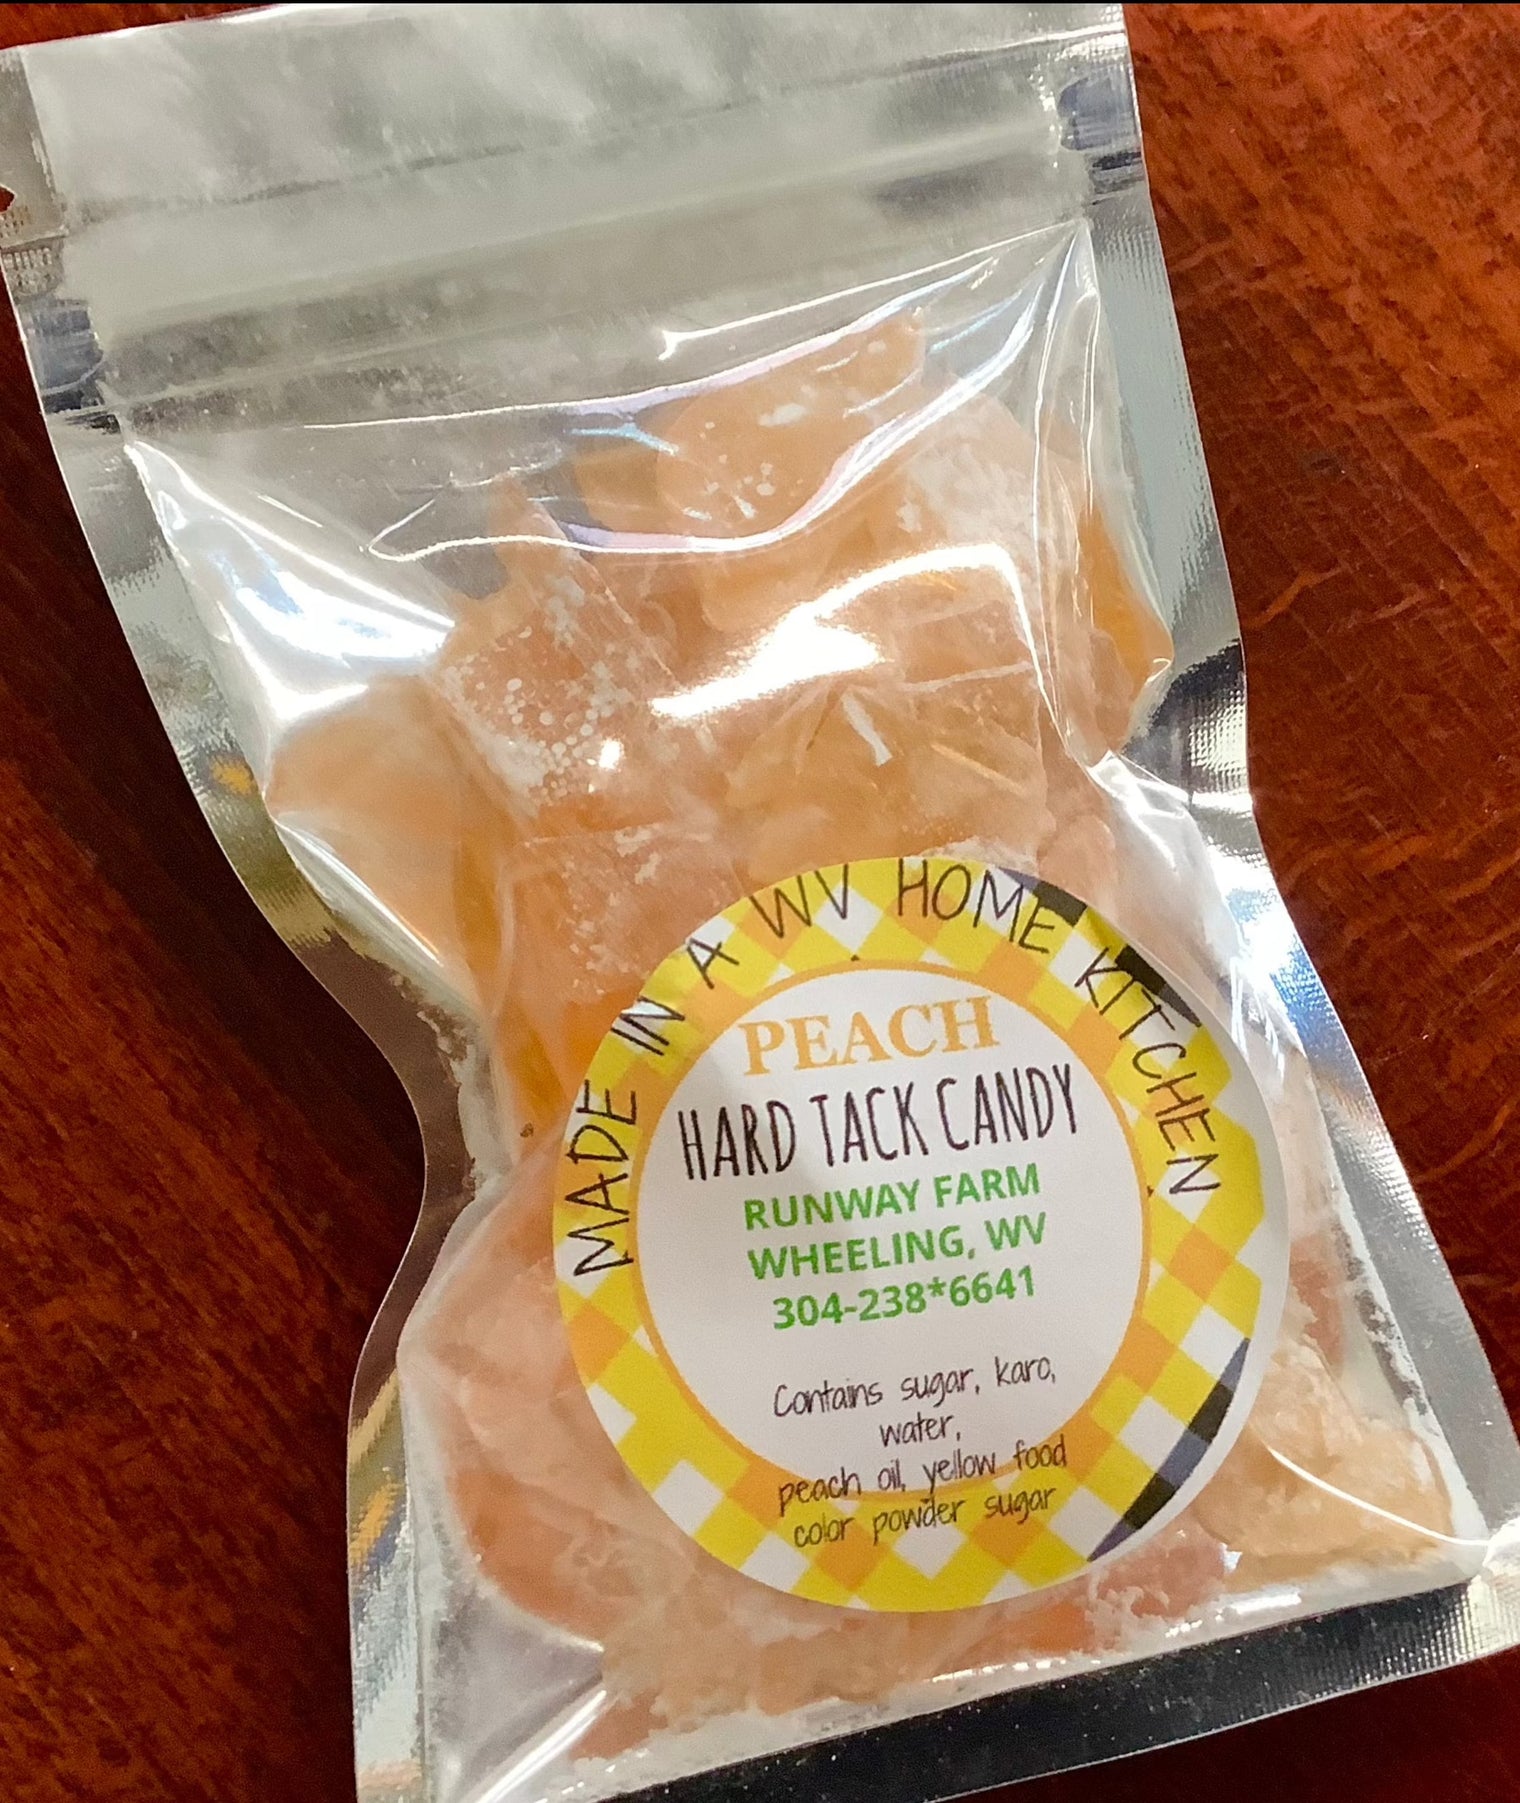 MADE IN A WV HOME KITCHEN
PEACH
HARD TACK CANDY
RUNWAY FARM
WHEELING, WV
304-238*6641
Contains sugar, karo,
water,
peach oil, yellow food
color powder sugar